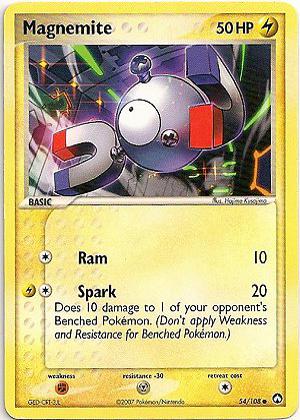 Magnemite 50 HP
Illus. Hajime Kusajima
BASIC
Ram 10
Spark 20
Does 10 damage to 1 of your opponent's
Benched Pokémon. (Don't apply Weakness
and Resistance for Benched Pokémon.)
weakness resistance -30 retreat cost
©2007 Pokémon/Nintendo 54/108